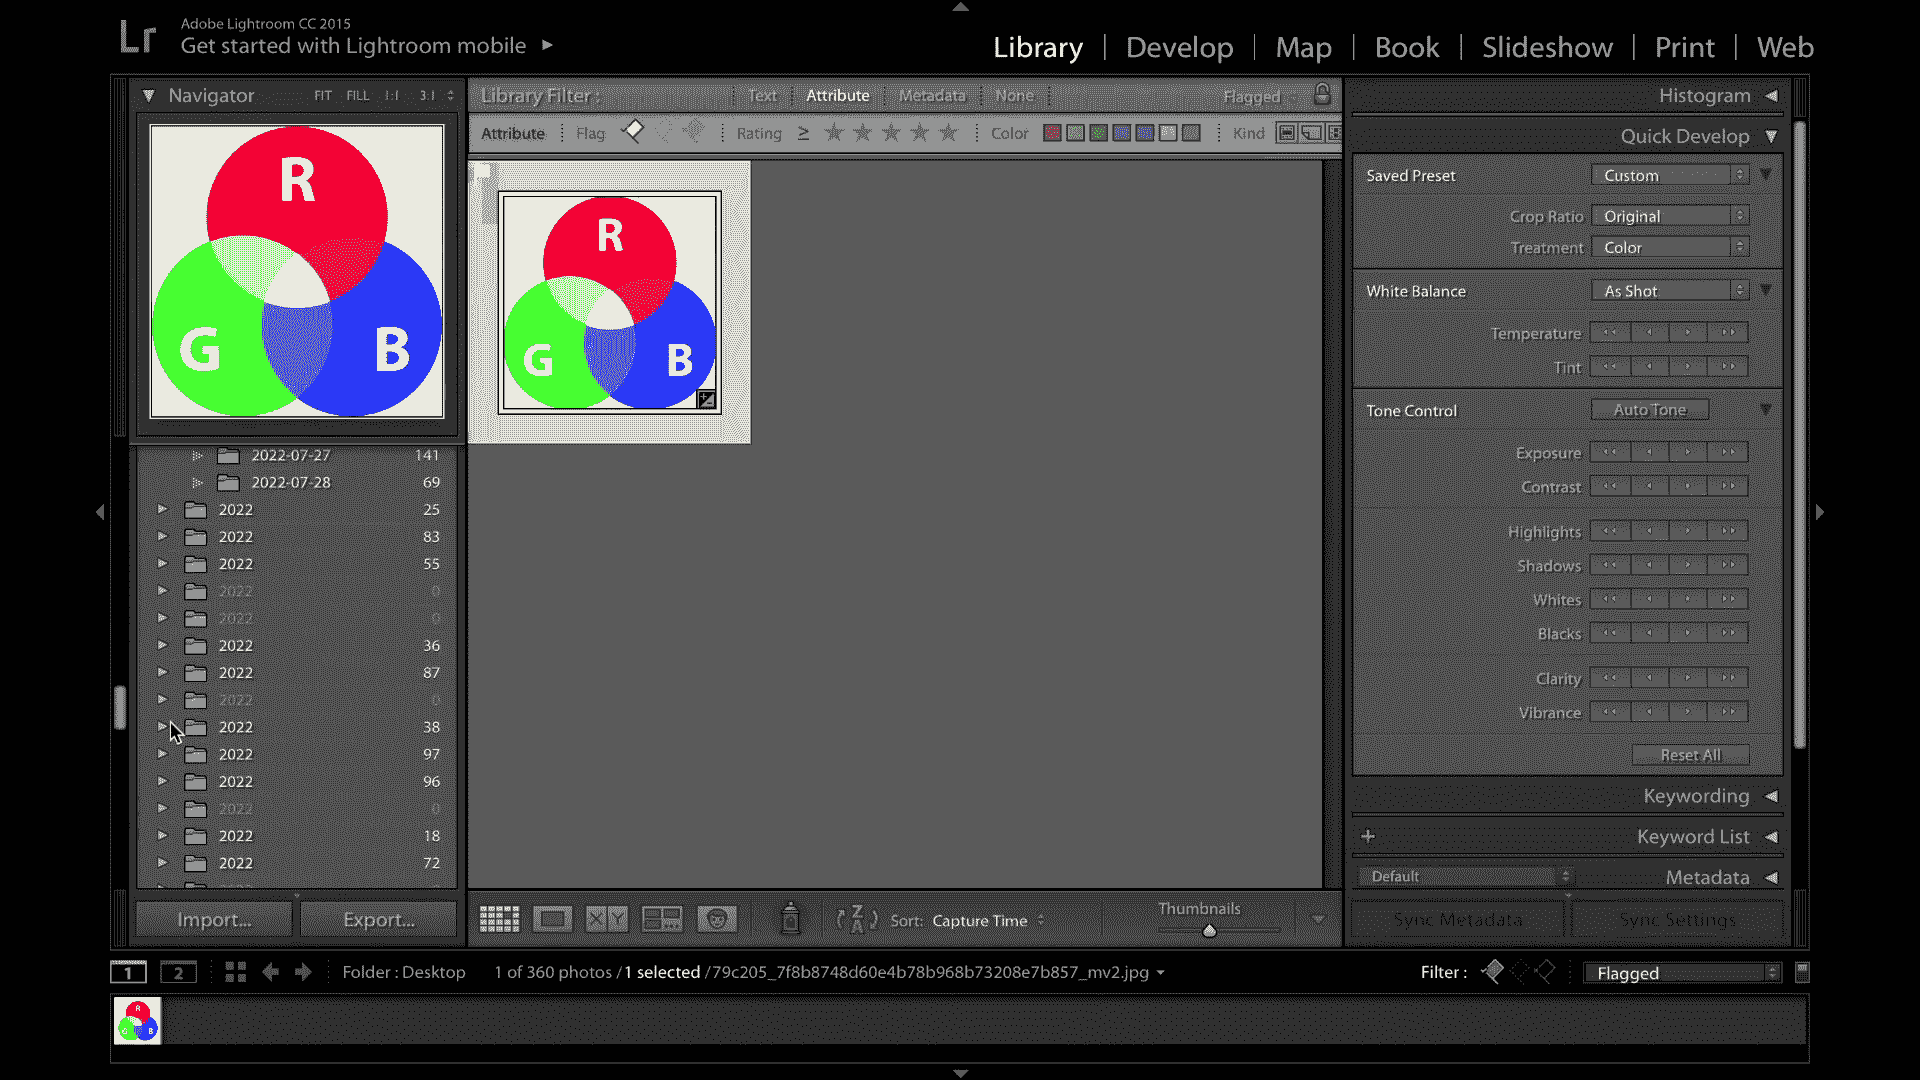 Lr
Adobe Lightroom CC 2015
Get started with Lightroom mobile
Library Develop Map Book Slideshow Print Web
Navigator FIT FILL 1:1 3:1
R
G B
2022-07-27 141
2022-07-28 69
2022 25
2022 83
2022 55
2022 0
2022 0
2022 36
2022 87
2022 0
2022 38
2022 97
2022 96
2022 0
2022 18
2022 72
Import... Export...
Library Filter : Text Attribute Metadata None Flagged
Attribute Flag Rating ≥ Color Kind
R
G B
X Y
Z
A
Sort: Capture Time
Thumbnails
Histogram
Quick Develop
Saved Preset Custom
Crop Ratio Original
Treatment Color
White Balance As Shot
Temperature
Tint
Tone Control Auto Tone
Exposure
Contrast
Highlights
Shadows
Whites
Blacks
Clarity
Vibrance
Reset All
Keywording
Keyword List
Default Metadata
Sync Metadata Sync Settings
1 2 Folder : Desktop 1 of 360 photos / 1 selected / 79c205_7f8b8748d60e4b78b968b73208e7b857_mv2.jpg Filter : Flagged
R
G B